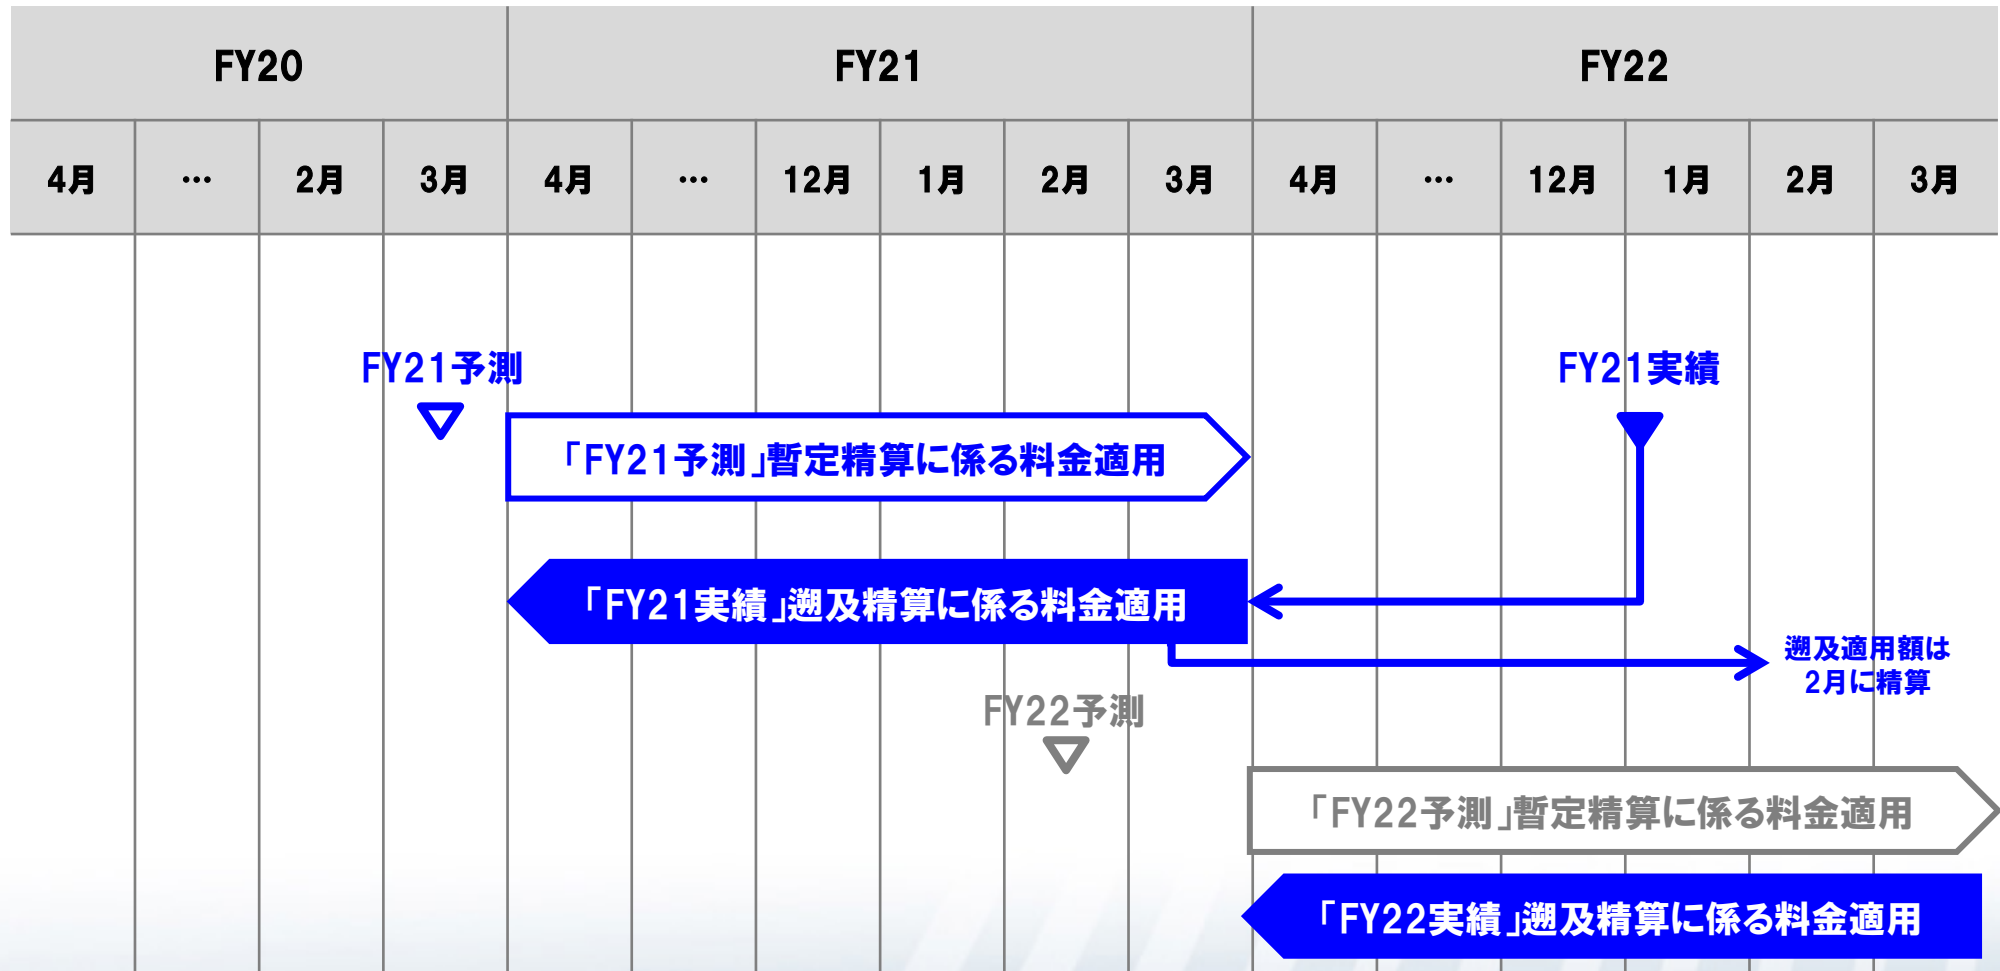 FY20 FY21 FY22
4月 … 2月 3月 4月 … 12月 1月 2月 3月 4月 … 12月 1月 2月 3月
FY21予測
FY21実績
「FY21予測」暫定精算に係る料金適用
「FY21実績」遡及精算に係る料金適用
遡及適用額は
2月に精算
FY22予測
「FY22予測」暫定精算に係る料金適用
「FY22実績」遡及精算に係る料金適用